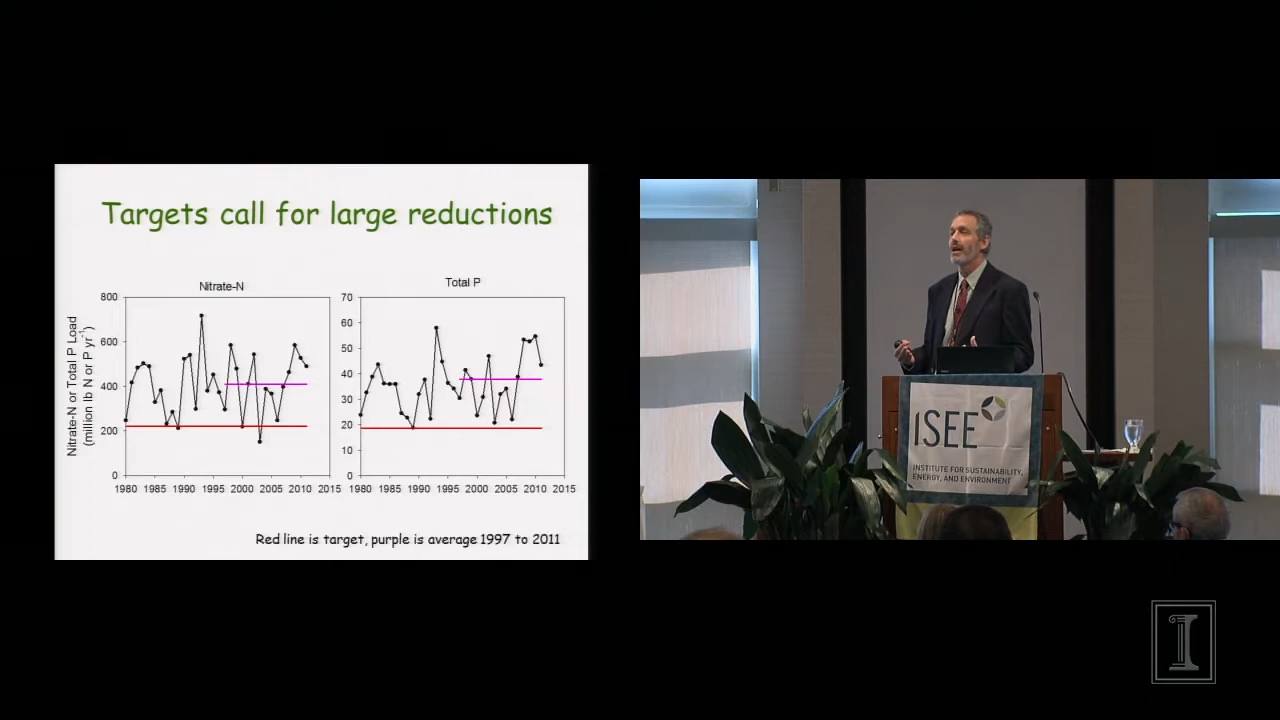 Targets call for large reductions
Nitrate-N
Total P
Nitrate-N or Total P Load
(million lb N or P yr-1)
800
600
400
200
0
1980 1985 1990 1995 2000 2005 2010 2015
70
60
50
40
30
20
10
0
1980 1985 1990 1995 2000 2005 2010 2015
Red line is target, purple is average 1997 to 2011
ISEE
INSTITUTE FOR SUSTAINABILITY,
ENERGY, AND ENVIRONMENT
I